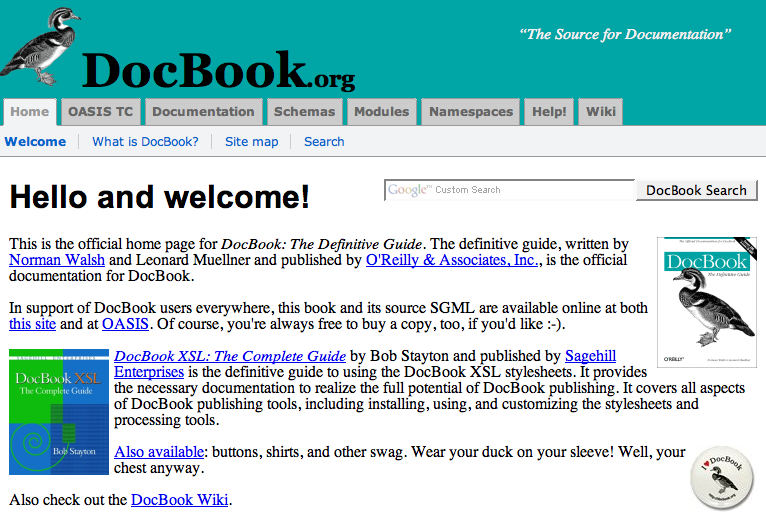 “The Source for Documentation”
DocBook.org
Home OASIS TC Documentation Schemas Modules Namespaces Help! Wiki
Welcome What is DocBook? Site map Search
Hello and welcome!
Google™ Custom Search DocBook Search
This is the official home page for DocBook: The Definitive Guide. The definitive guide, written by
Norman Walsh and Leonard Muellner and published by O'Reilly & Associates, Inc., is the official
documentation for DocBook.
DocBook
The Definitive Guide
O'REILLY
In support of DocBook users everywhere, this book and its source SGML are available online at both
this site and at OASIS. Of course, you're always free to buy a copy, too, if you'd like :-).
DocBook XSL
The Complete Guide
Bob Stayton
DocBook XSL: The Complete Guide by Bob Stayton and published by Sagehill
Enterprises is the definitive guide to using the DocBook XSL stylesheets. It provides
the necessary documentation to realize the full potential of DocBook publishing. It covers all aspects
of DocBook publishing tools, including installing, using, and customizing the stylesheets and
processing tools.
Also available: buttons, shirts, and other swag. Wear your duck on your sleeve! Well, your
chest anyway.
I ♥ DocBook
Also check out the DocBook Wiki.